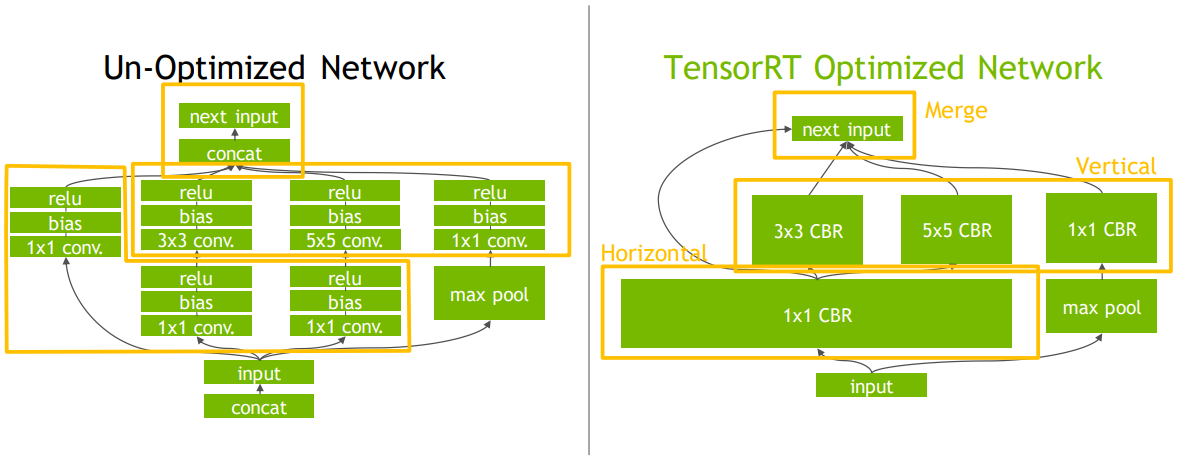 Un-Optimized Network
next input
concat
relu
bias
1x1 conv.
relu
bias
3x3 conv.
relu
bias
5x5 conv.
relu
bias
1x1 conv.
relu
bias
1x1 conv.
relu
bias
1x1 conv.
max pool
input
concat
TensorRT Optimized Network
Merge
next input
Vertical
3x3 CBR
5x5 CBR
1x1 CBR
Horizontal
1x1 CBR
max pool
input